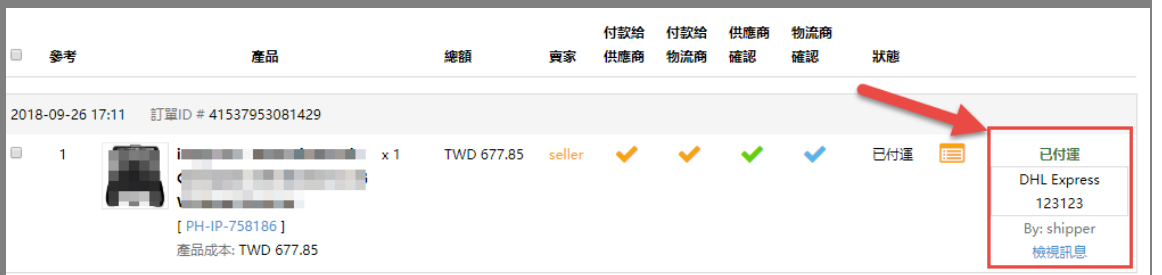 參考 產品 總額 賣家 付款給供應商 付款給物流商 供應商確認 物流商確認 狀態
2018-09-26 17:11 訂單ID # 41537953081429
1 x 1 TWD 677.85 seller 已付運 已付運
DHL Express
123123
[ PH-IP-758186 ] By: shipper
產品成本: TWD 677.85 檢視訊息